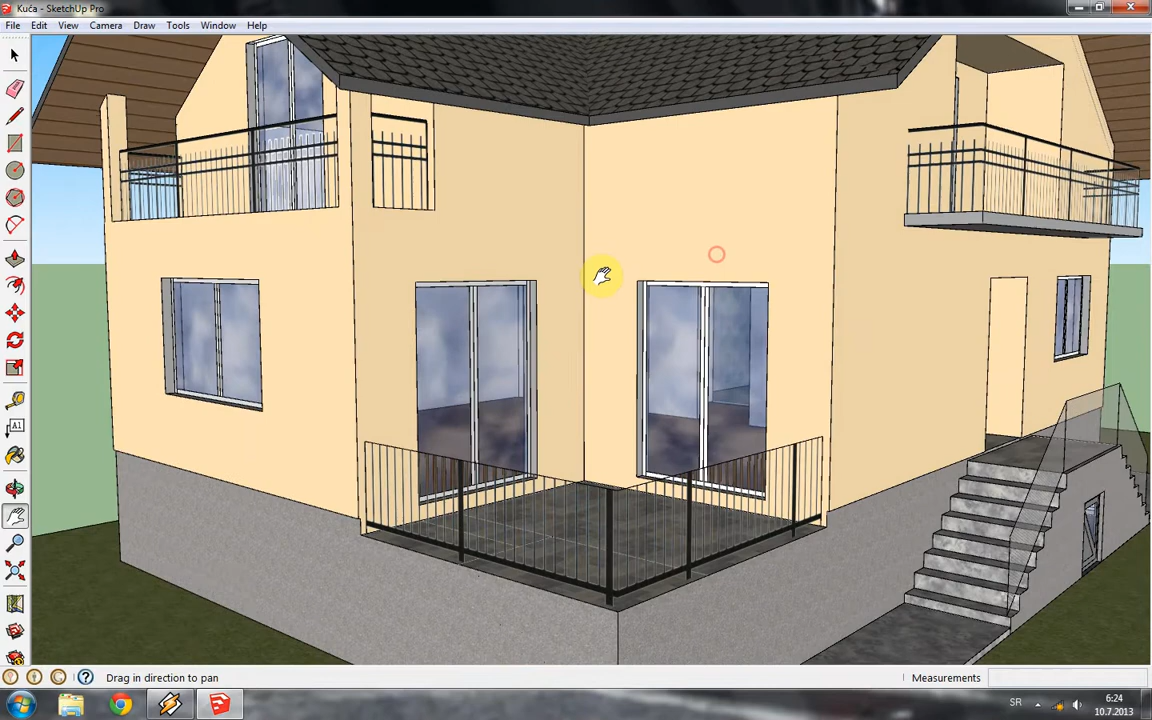 Kuća - SketchUp Pro
File Edit View Camera Draw Tools Window Help
A1
Drag in direction to pan
Measurements
SR
6:24
10.7.2013